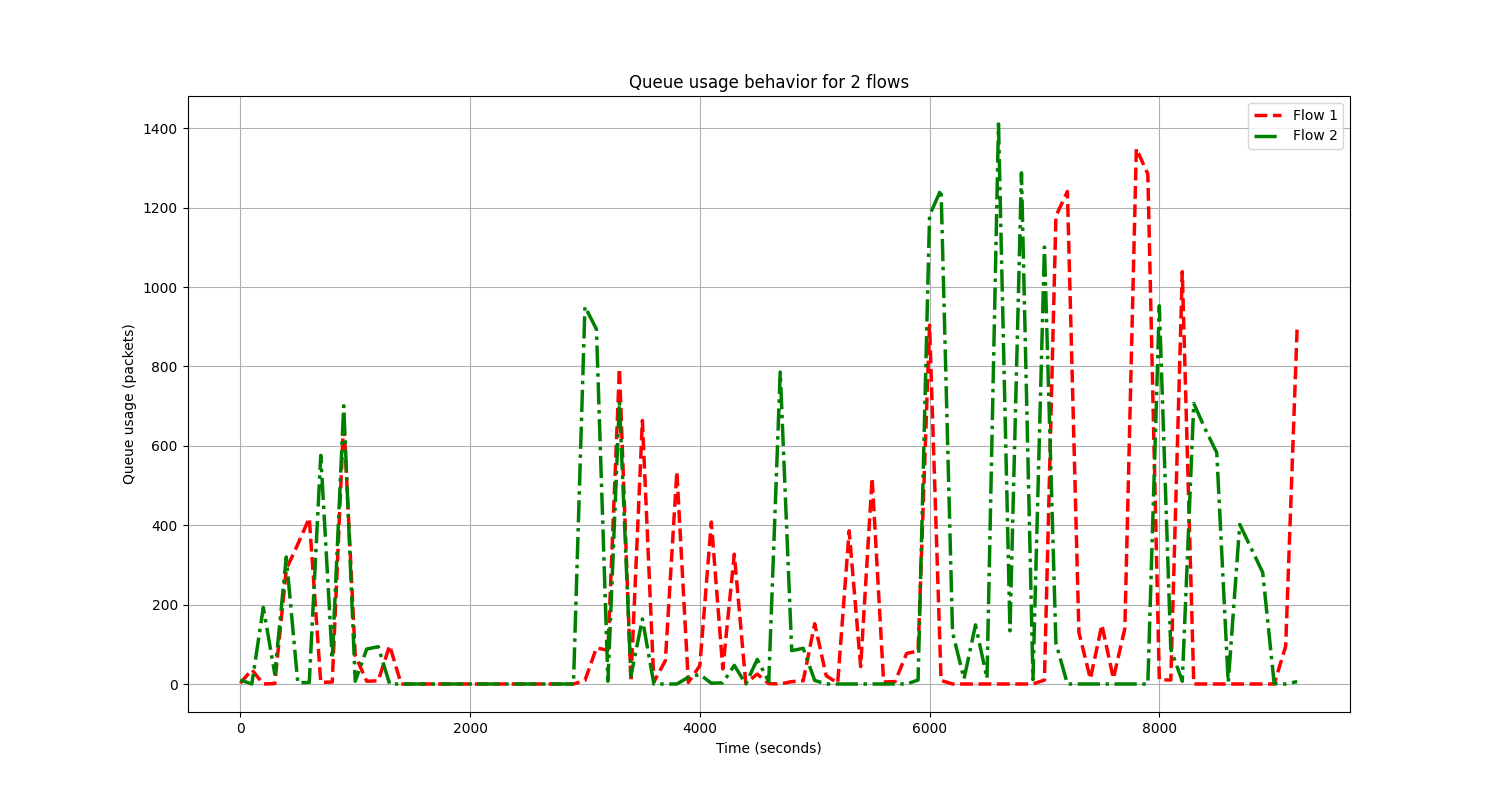 Queue usage behavior for 2 flows
Flow 1
Flow 2
1400
1200
1000
800
600
400
200
0
Queue usage (packets)
0 2000 4000 6000 8000
Time (seconds)